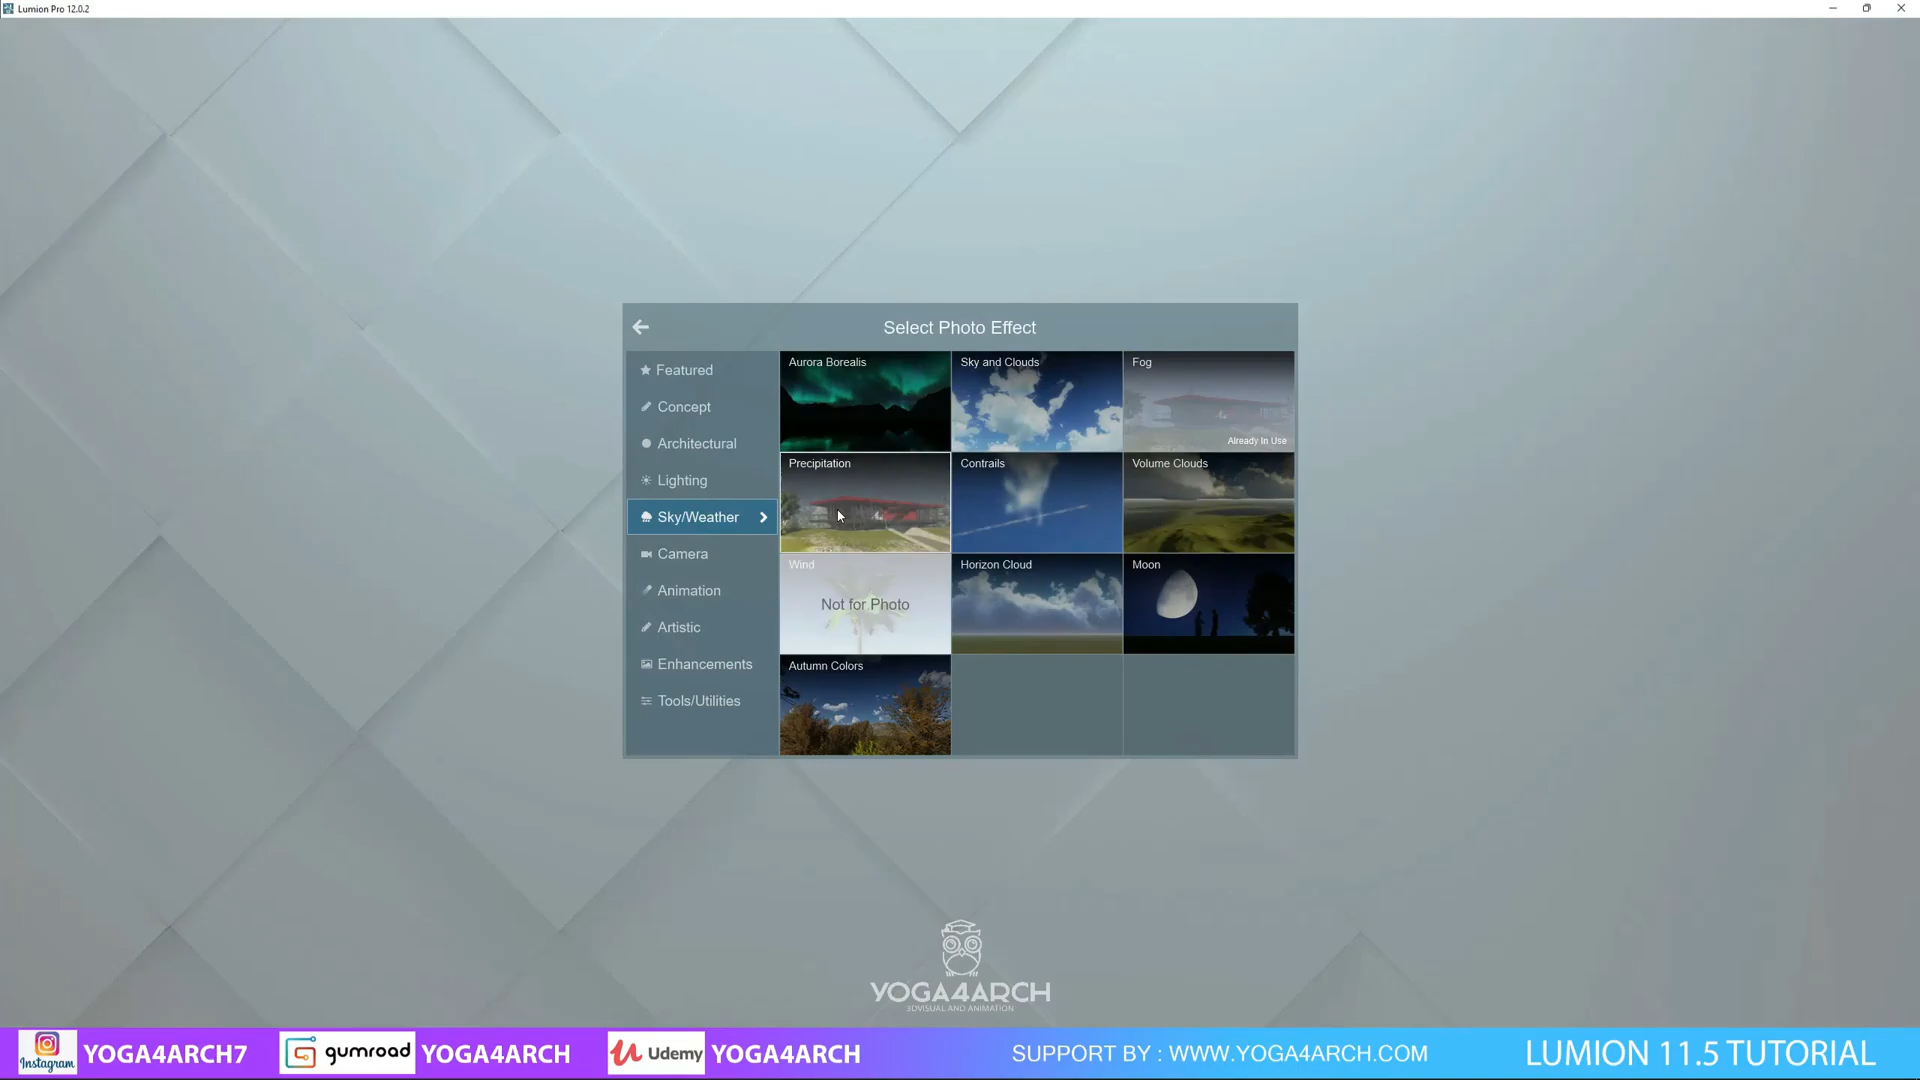 Lumion Pro 12.0.2
Select Photo Effect
Featured
Concept
Architectural
Lighting
Sky/Weather
Camera
Animation
Artistic
Enhancements
Tools/Utilities
Aurora Borealis
Sky and Clouds
Fog
Already In Use
Precipitation
Contrails
Volume Clouds
Wind
Not for Photo
Horizon Cloud
Moon
Autumn Colors
YOGA4ARCH
3DVISUAL AND ANIMATION
Instagram YOGA4ARCH7
gumroad YOGA4ARCH
Udemy YOGA4ARCH
SUPPORT BY : WWW.YOGA4ARCH.COM
LUMION 11.5 TUTORIAL